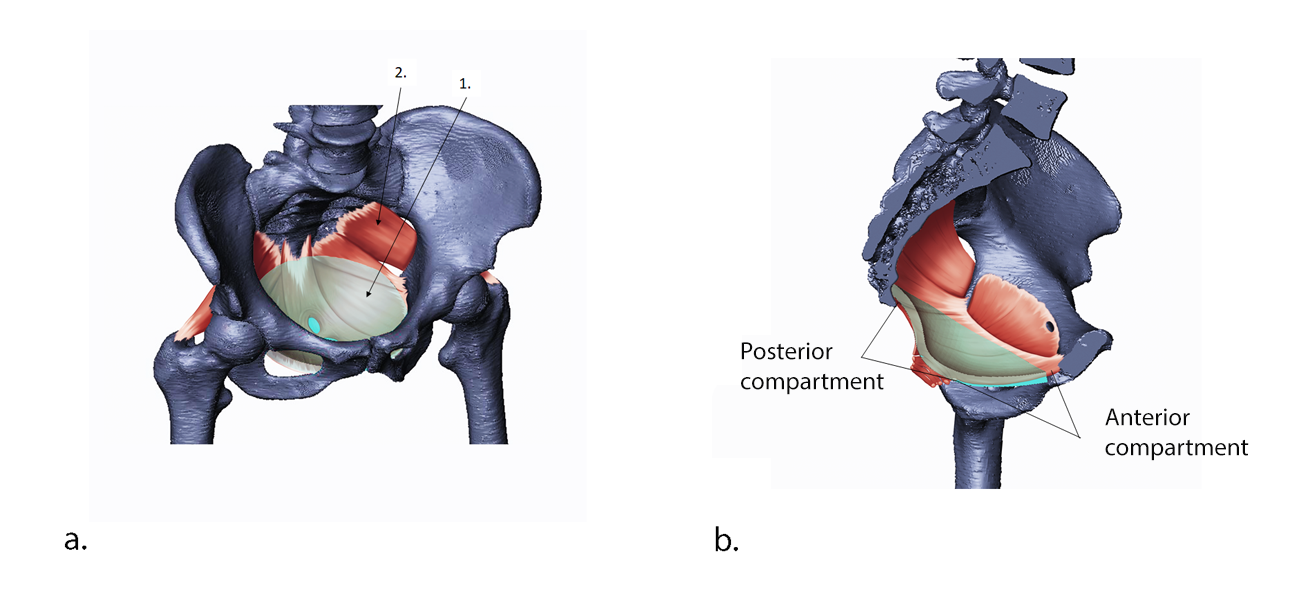 2.
1.
Posterior
compartment
Anterior
compartment
a.
b.